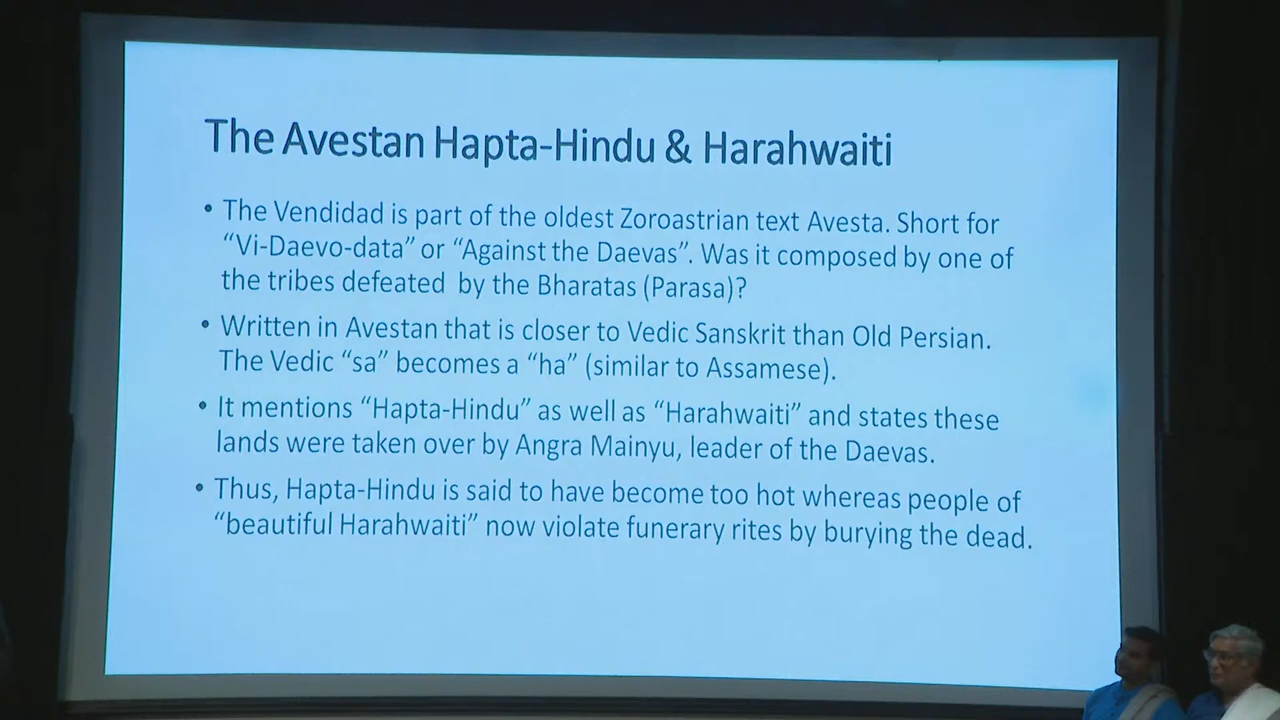 The Avestan Hapta-Hindu & Harahwaiti
• The Vendidad is part of the oldest Zoroastrian text Avesta. Short for
“Vi-Daevo-data” or “Against the Daevas”. Was it composed by one of
the tribes defeated by the Bharatas (Parasa)?
• Written in Avestan that is closer to Vedic Sanskrit than Old Persian.
The Vedic “sa” becomes a “ha” (similar to Assamese).
• It mentions “Hapta-Hindu” as well as “Harahwaiti” and states these
lands were taken over by Angra Mainyu, leader of the Daevas.
• Thus, Hapta-Hindu is said to have become too hot whereas people of
“beautiful Harahwaiti” now violate funerary rites by burying the dead.